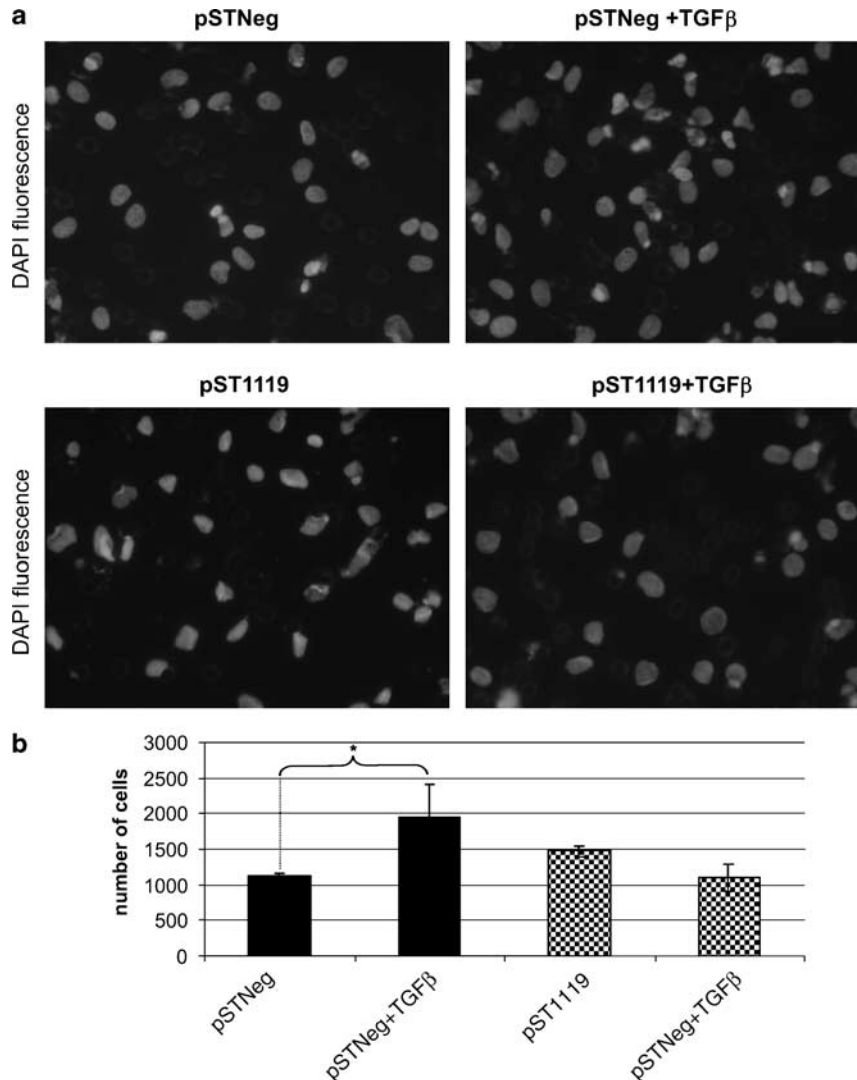 a
pSTNeg
pSTNeg +TGFβ
DAPI fluorescence
pST1119
pST1119+TGFβ
DAPI fluorescence
b
number of cells
3000
2500
2000
1500
1000
500
0
*
pSTNeg
pSTNeg+TGFβ
pST1119
pSTNeg+TGFβ